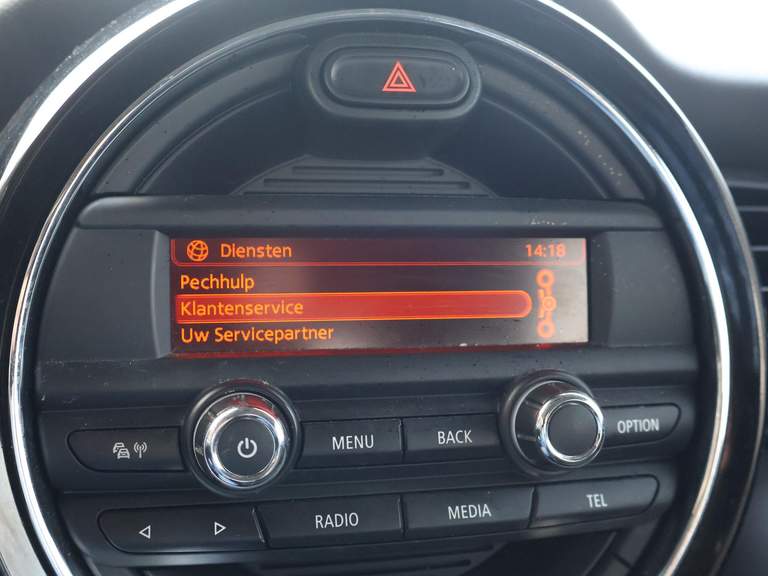 Diensten 14:18
Pechhulp
Klantenservice
Uw Servicepartner
MENU BACK OPTION
RADIO MEDIA TEL